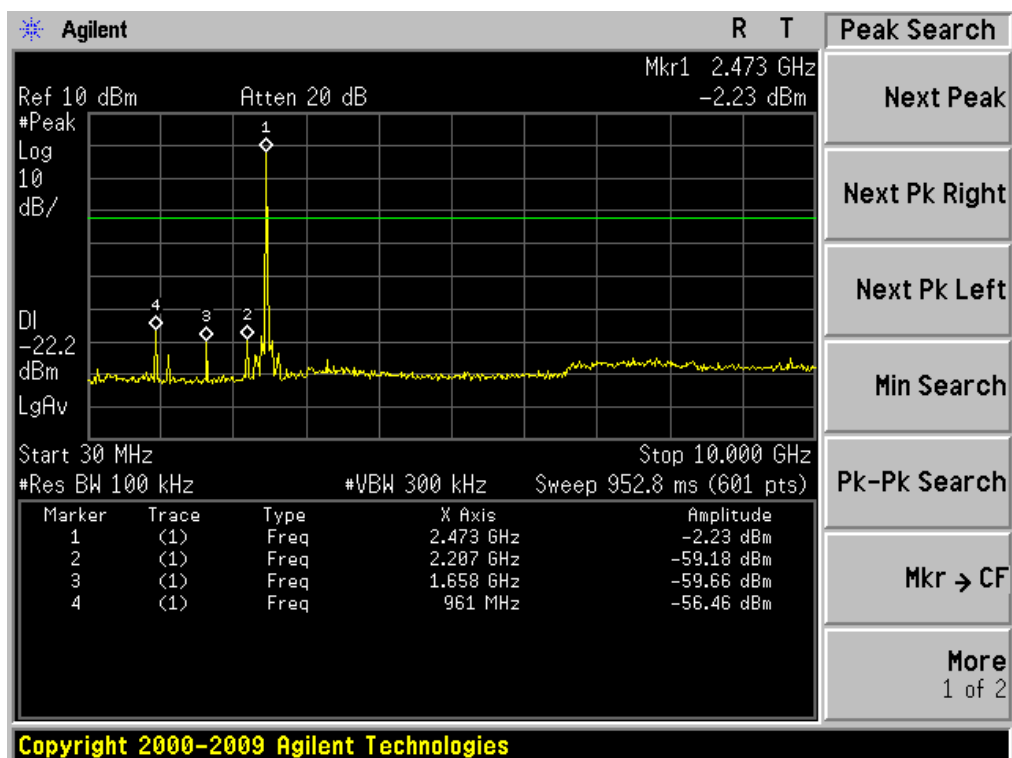 Agilent R T Peak Search
Mkr1 2.473 GHz
Ref 10 dBm Atten 20 dB -2.23 dBm
#Peak
Log
10
dB/
1
4
3
2
DI
-22.2
dBm
LgAv
Start 30 MHz Stop 10.000 GHz
#Res BW 100 kHz #VBW 300 kHz Sweep 952.8 ms (601 pts)
Marker Trace Type X Axis Amplitude
1 (1) Freq 2.473 GHz -2.23 dBm
2 (1) Freq 2.207 GHz -59.18 dBm
3 (1) Freq 1.658 GHz -59.66 dBm
4 (1) Freq 961 MHz -56.46 dBm
Next Peak
Next Pk Right
Next Pk Left
Min Search
Pk-Pk Search
Mkr → CF
More
1 of 2
Copyright 2000-2009 Agilent Technologies